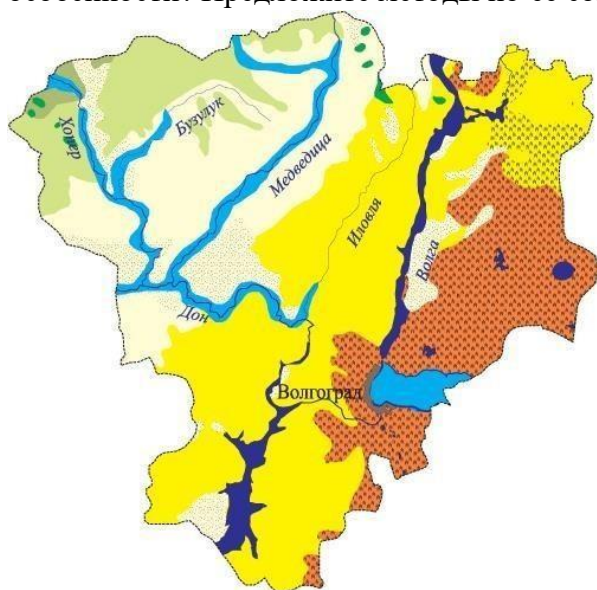 Хопер
Бузулук
Медведица
Иловля
Волга
Дон
Волгоград